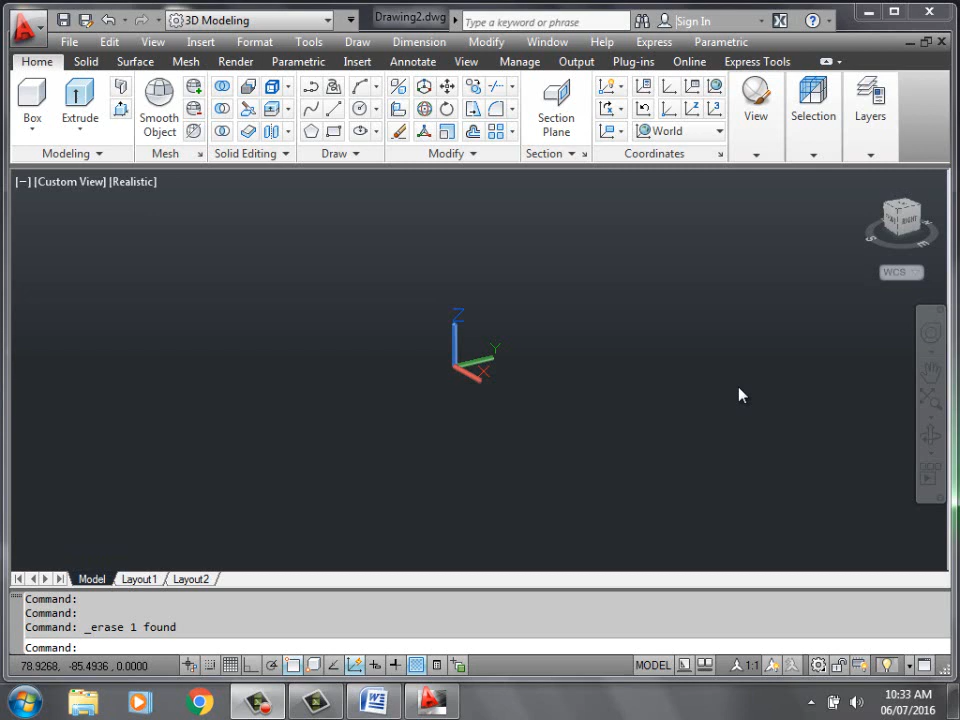 3D Modeling
Drawing2.dwg
Type a keyword or phrase
Sign In
File Edit View Insert Format Tools Draw Dimension Modify Window Help Express Parametric
Home Solid Surface Mesh Render Parametric Insert Annotate View Manage Output Plug-ins Online Express Tools
Box Extrude Smooth Object Section Plane World View Selection Layers
Modeling Mesh Solid Editing Draw Modify Section Coordinates
[−] [Custom View] [Realistic]
RIGHT
S E
WCS
Z
Y
X
Model Layout1 Layout2
Command:
Command:
Command: _erase 1 found
Command:
78.9268, -85.4936, 0.0000
MODEL
1:1
10:33 AM
06/07/2016